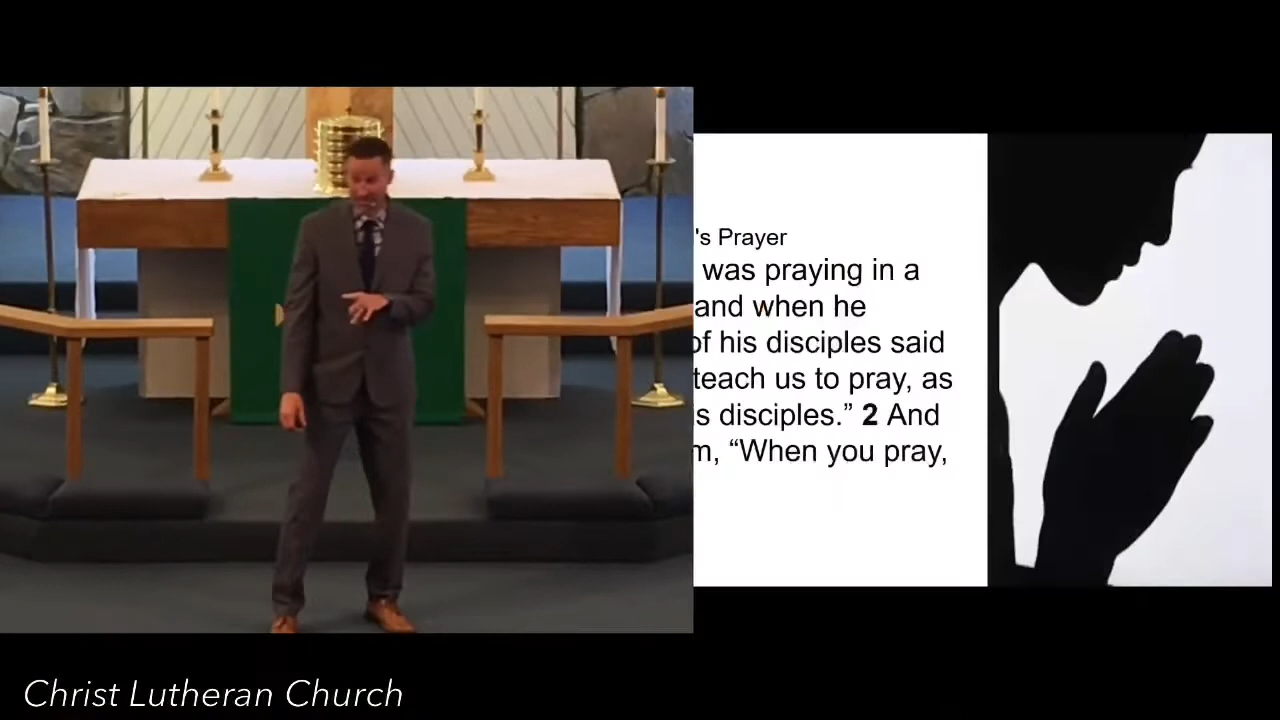 's Prayer
was praying in a
and when he
of his disciples said
teach us to pray, as
s disciples.” 2 And
m, “When you pray,
Christ Lutheran Church